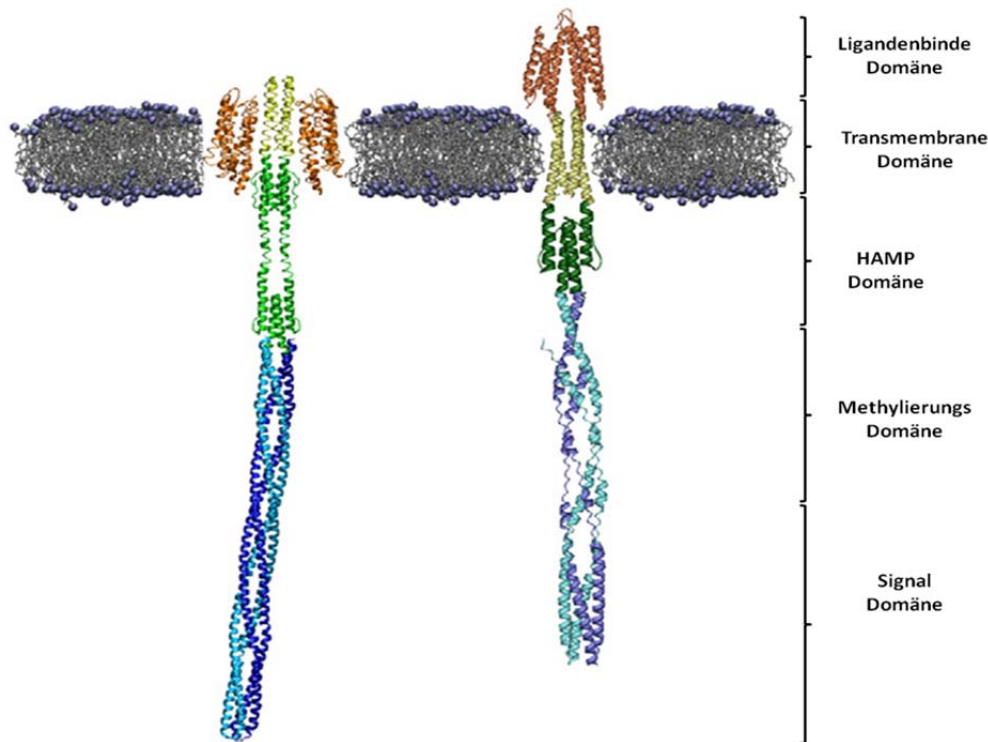 Ligandenbinde
Domäne
Transmembrane
Domäne
HAMP
Domäne
Methylierungs
Domäne
Signal
Domäne